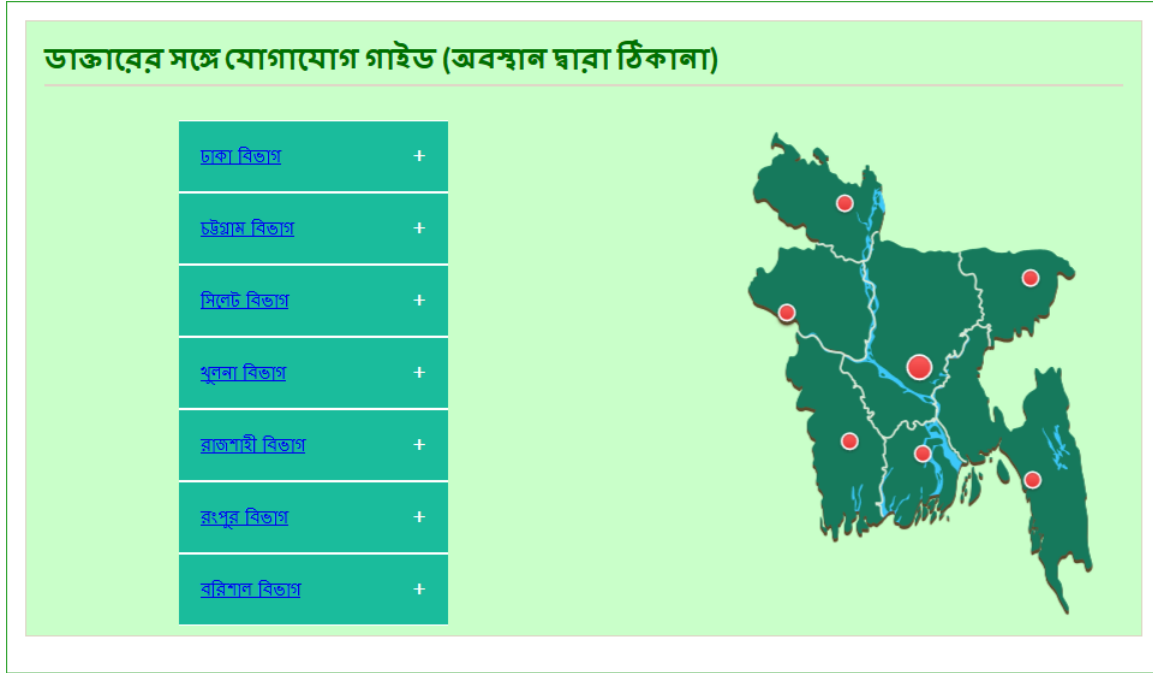 ডাক্তারের সঙ্গে যোগাযোগ গাইড (অবস্থান দ্বারা ঠিকানা)
ঢাকা বিভাগ +
চট্টগ্রাম বিভাগ +
সিলেট বিভাগ +
খুলনা বিভাগ +
রাজশাহী বিভাগ +
রংপুর বিভাগ +
বরিশাল বিভাগ +